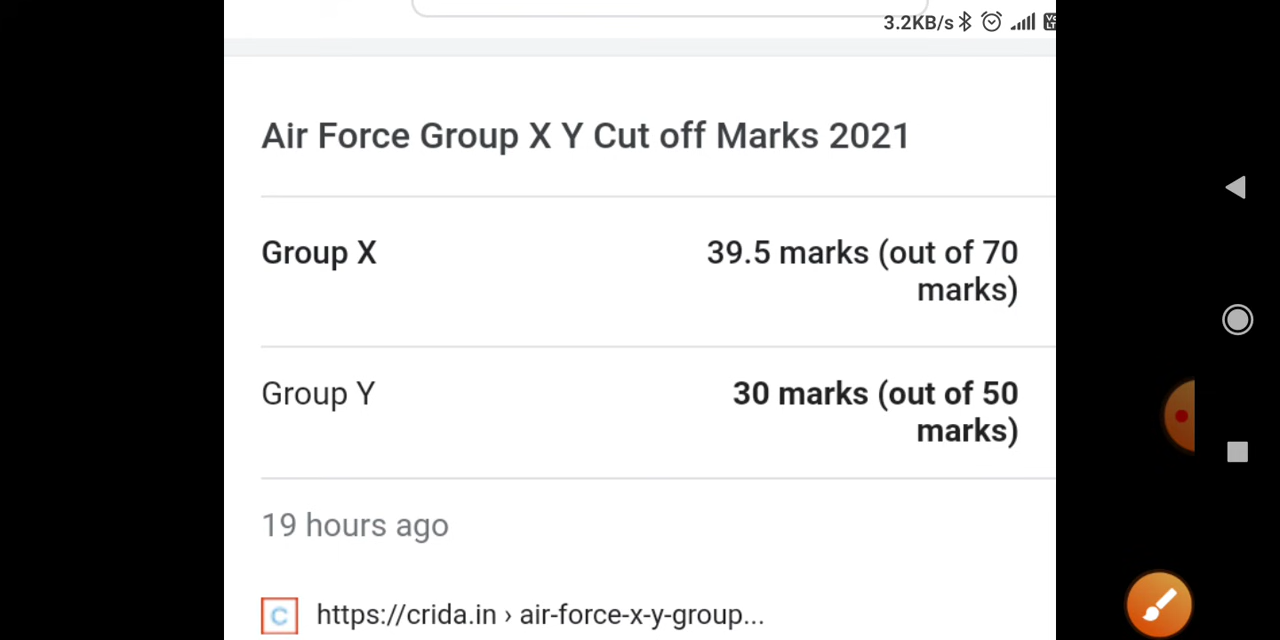 3.2KB/s
Air Force Group X Y Cut off Marks 2021
Group X
39.5 marks (out of 70
marks)
Group Y
30 marks (out of 50
marks)
19 hours ago
C https://crida.in › air-force-x-y-group...